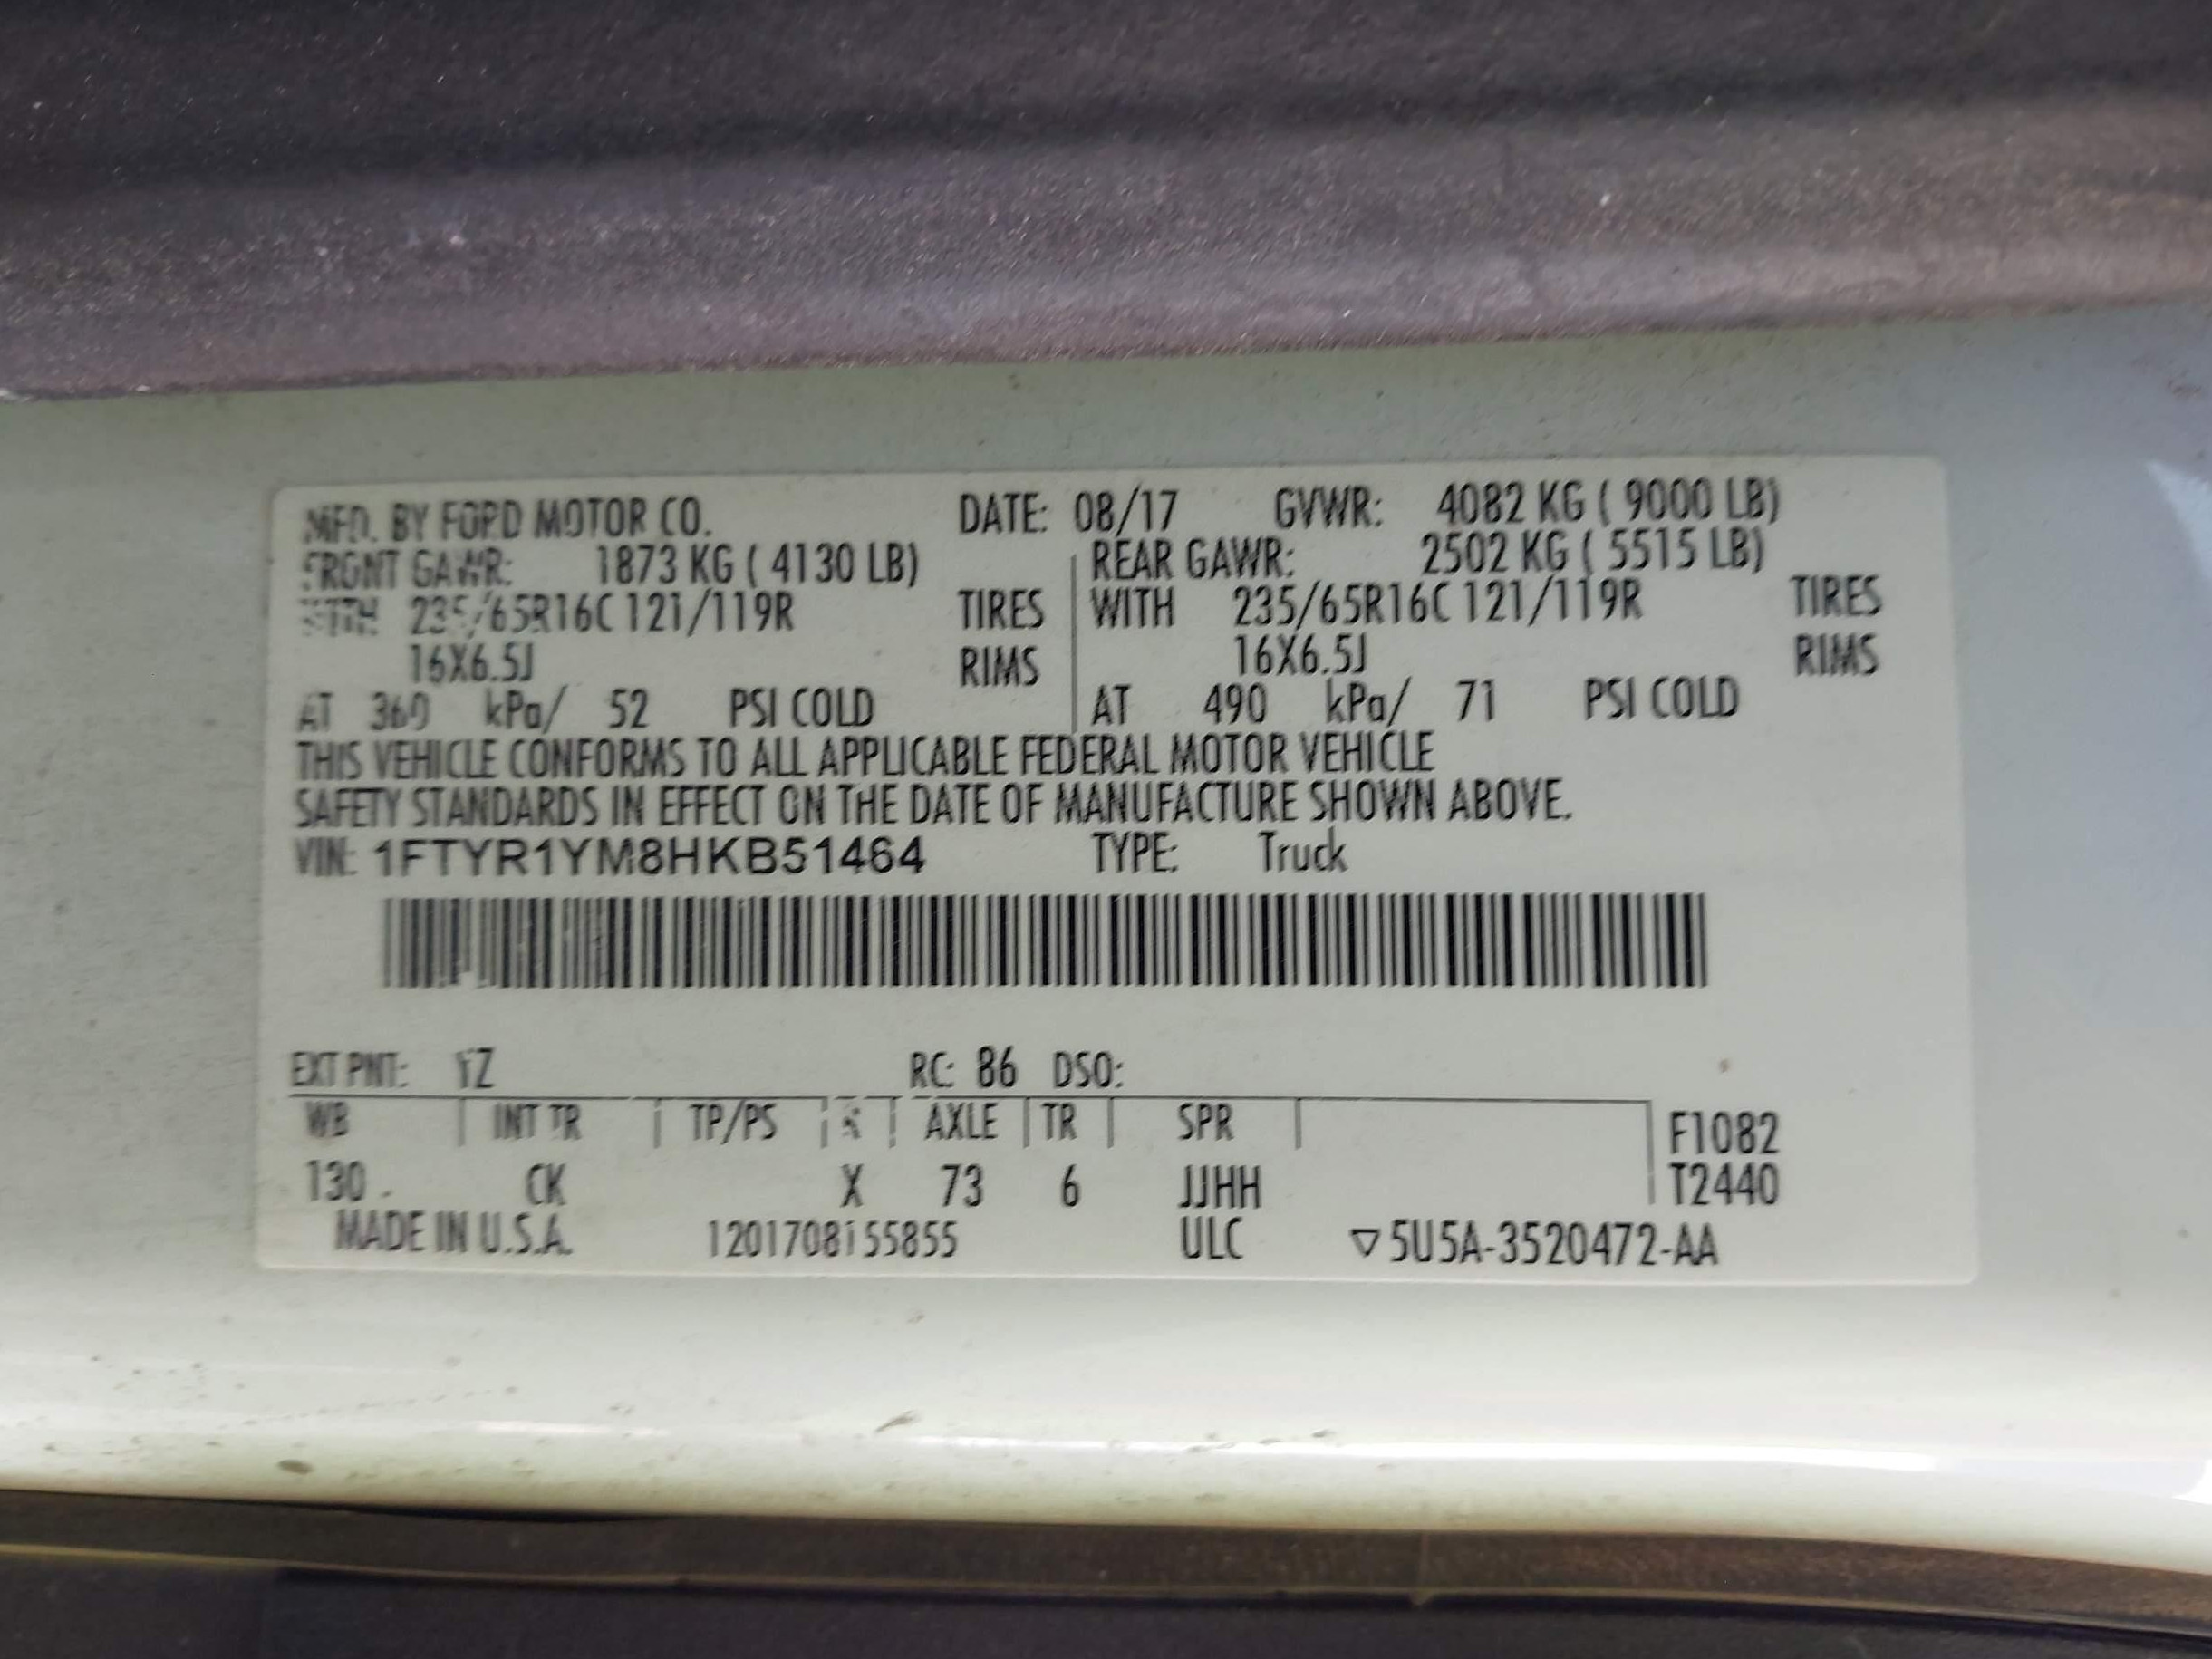 MFD. BY FORD MOTOR CO. DATE: 08/17 GVWR: 4082 KG ( 9000 LB)
FRONT GAWR: 1873 KG ( 4130 LB) REAR GAWR: 2502 KG ( 5515 LB)
WITH 235/65R16C 121/119R TIRES WITH 235/65R16C 121/119R TIRES
16X6.5J RIMS 16X6.5J RIMS
AT 360 kPa/ 52 PSI COLD AT 490 kPa/ 71 PSI COLD
THIS VEHICLE CONFORMS TO ALL APPLICABLE FEDERAL MOTOR VEHICLE
SAFETY STANDARDS IN EFFECT ON THE DATE OF MANUFACTURE SHOWN ABOVE.
VIN: 1FTYR1YM8HKB51464 TYPE: Truck
EXT PNT: YZ RC: 86 DSO:
WB INT TR TP/PS R AXLE TR SPR F1082
130 CK X 73 6 JJHH T2440
MADE IN U.S.A. 1201708155855 ULC ▽5U5A-3520472-AA